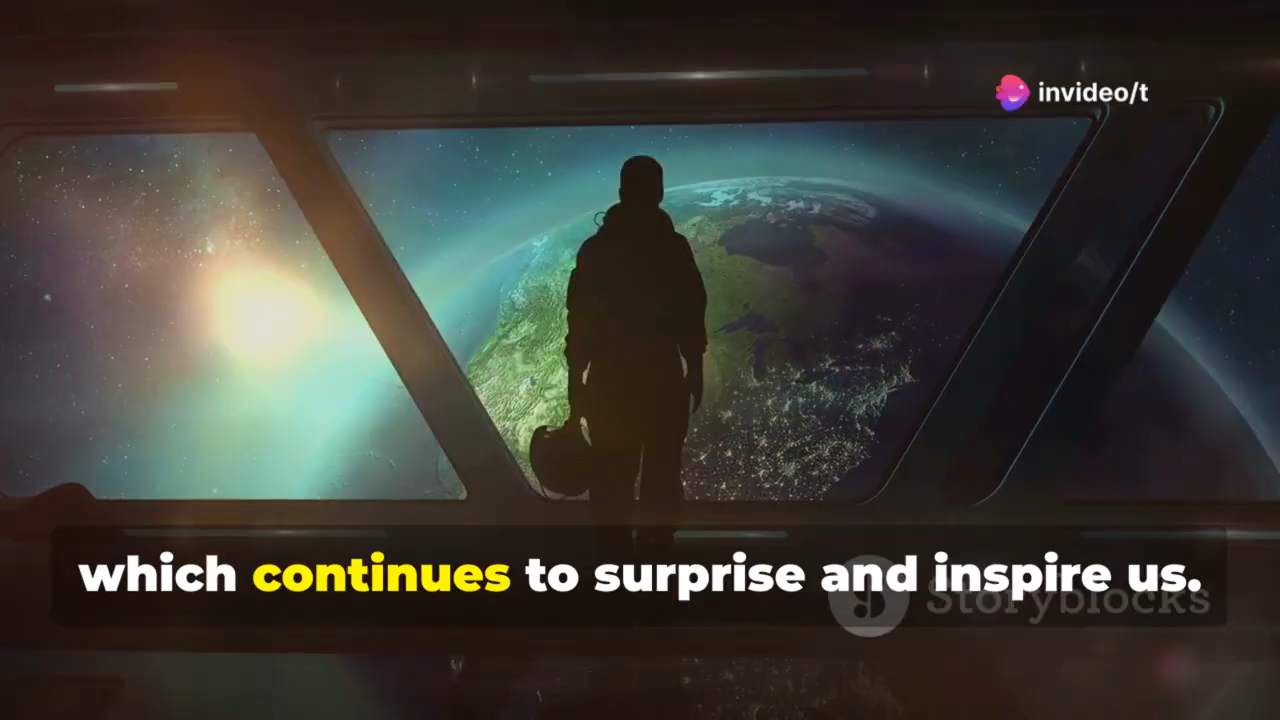 invideo/t
which continues to surprise and inspire us.
Storyblocks